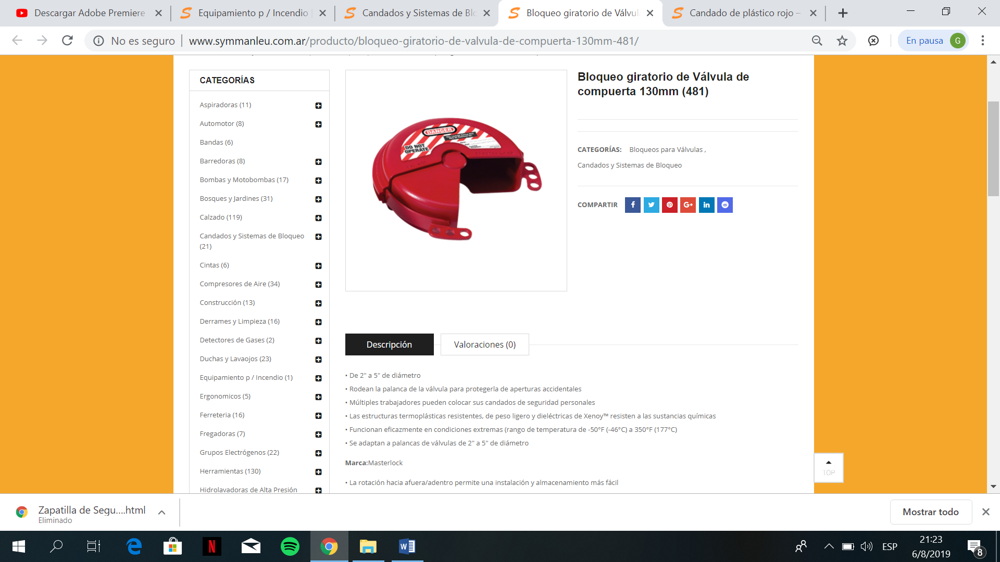 Descargar Adobe Premiere
Equipamiento p / Incendio
Candados y Sistemas de Blo
Bloqueo giratorio de Válvul
Candado de plástico rojo –
No es seguro
www.symmanleu.com.ar/producto/bloqueo-giratorio-de-valvula-de-compuerta-130mm-481/
En pausa
G
CATEGORÍAS
Aspiradoras (11)
Automotor (8)
Bandas (6)
Barredoras (8)
Bombas y Motobombas (17)
Bosques y Jardines (31)
Calzado (119)
Candados y Sistemas de Bloqueo
(21)
Cintas (6)
Compresores de Aire (34)
Construcción (13)
Derrames y Limpieza (16)
Detectores de Gases (2)
Duchas y Lavaojos (23)
Equipamiento p / Incendio (1)
Ergonomicos (5)
Ferreteria (16)
Fregadoras (7)
Grupos Electrógenos (22)
Herramientas (130)
Hidrolavadoras de Alta Presión
DANGER
DO NOT
OPERATE
Bloqueo giratorio de Válvula de
compuerta 130mm (481)
CATEGORÍAS: Bloqueos para Válvulas ,
Candados y Sistemas de Bloqueo
COMPARTIR
Descripción
Valoraciones (0)
• De 2" a 5" de diámetro
• Rodean la palanca de la válvula para protegerla de aperturas accidentales
• Múltiples trabajadores pueden colocar sus candados de seguridad personales
• Las estructuras termoplásticas resistentes, de peso ligero y dieléctricas de Xenoy™ resisten a las sustancias químicas
• Funcionan eficazmente en condiciones extremas (rango de temperatura de -50°F (-46°C) a 350°F (177°C)
• Se adaptan a palancas de válvulas de 2" a 5" de diámetro
Marca:Masterlock
• La rotación hacia afuera/adentro permite una instalación y almacenamiento más fácil
TOP
Zapatilla de Segu....html
Eliminado
Mostrar todo
ESP
21:23
6/8/2019
8